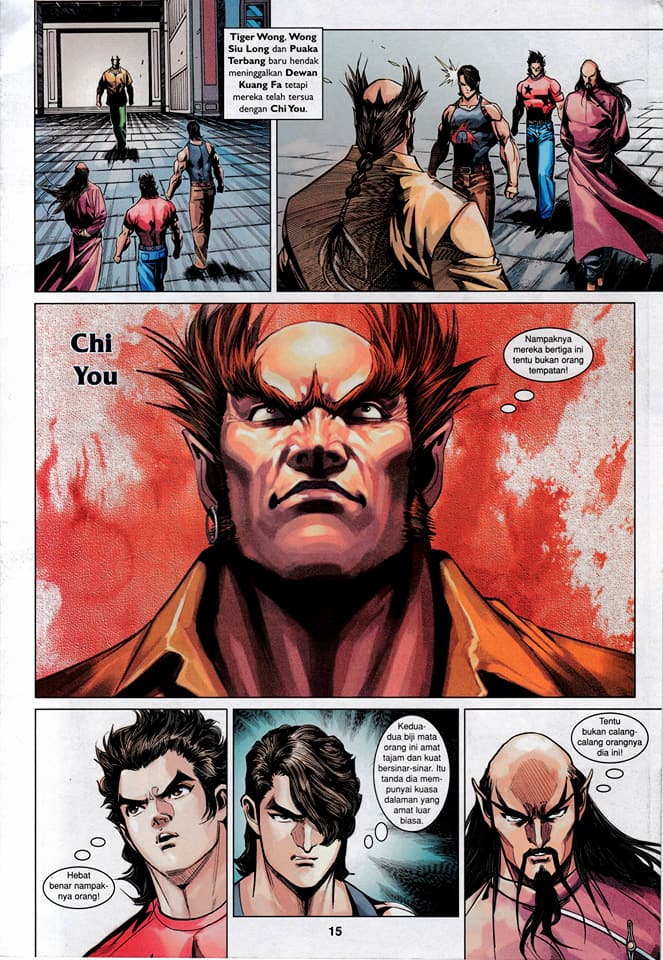 Tiger Wong, Wong
Siu Long dan Puaka
Terbang baru hendak
meninggalkan Dewan
Kuang Fa tetapi
mereka telah tersua
dengan Chi You.
Chi
You
Nampaknya
mereka bertiga ini
tentu bukan orang
tempatan!
Hebat
benar nampak-
nya orang!
Kedua-
dua biji mata
orang ini amat
tajam dan kuat
bersinar-sinar. Itu
tanda dia mem-
punyai kuasa
dalaman yang
amat luar
biasa.
Tentu
bukan calang-
calang orangnya
dia ini!
15